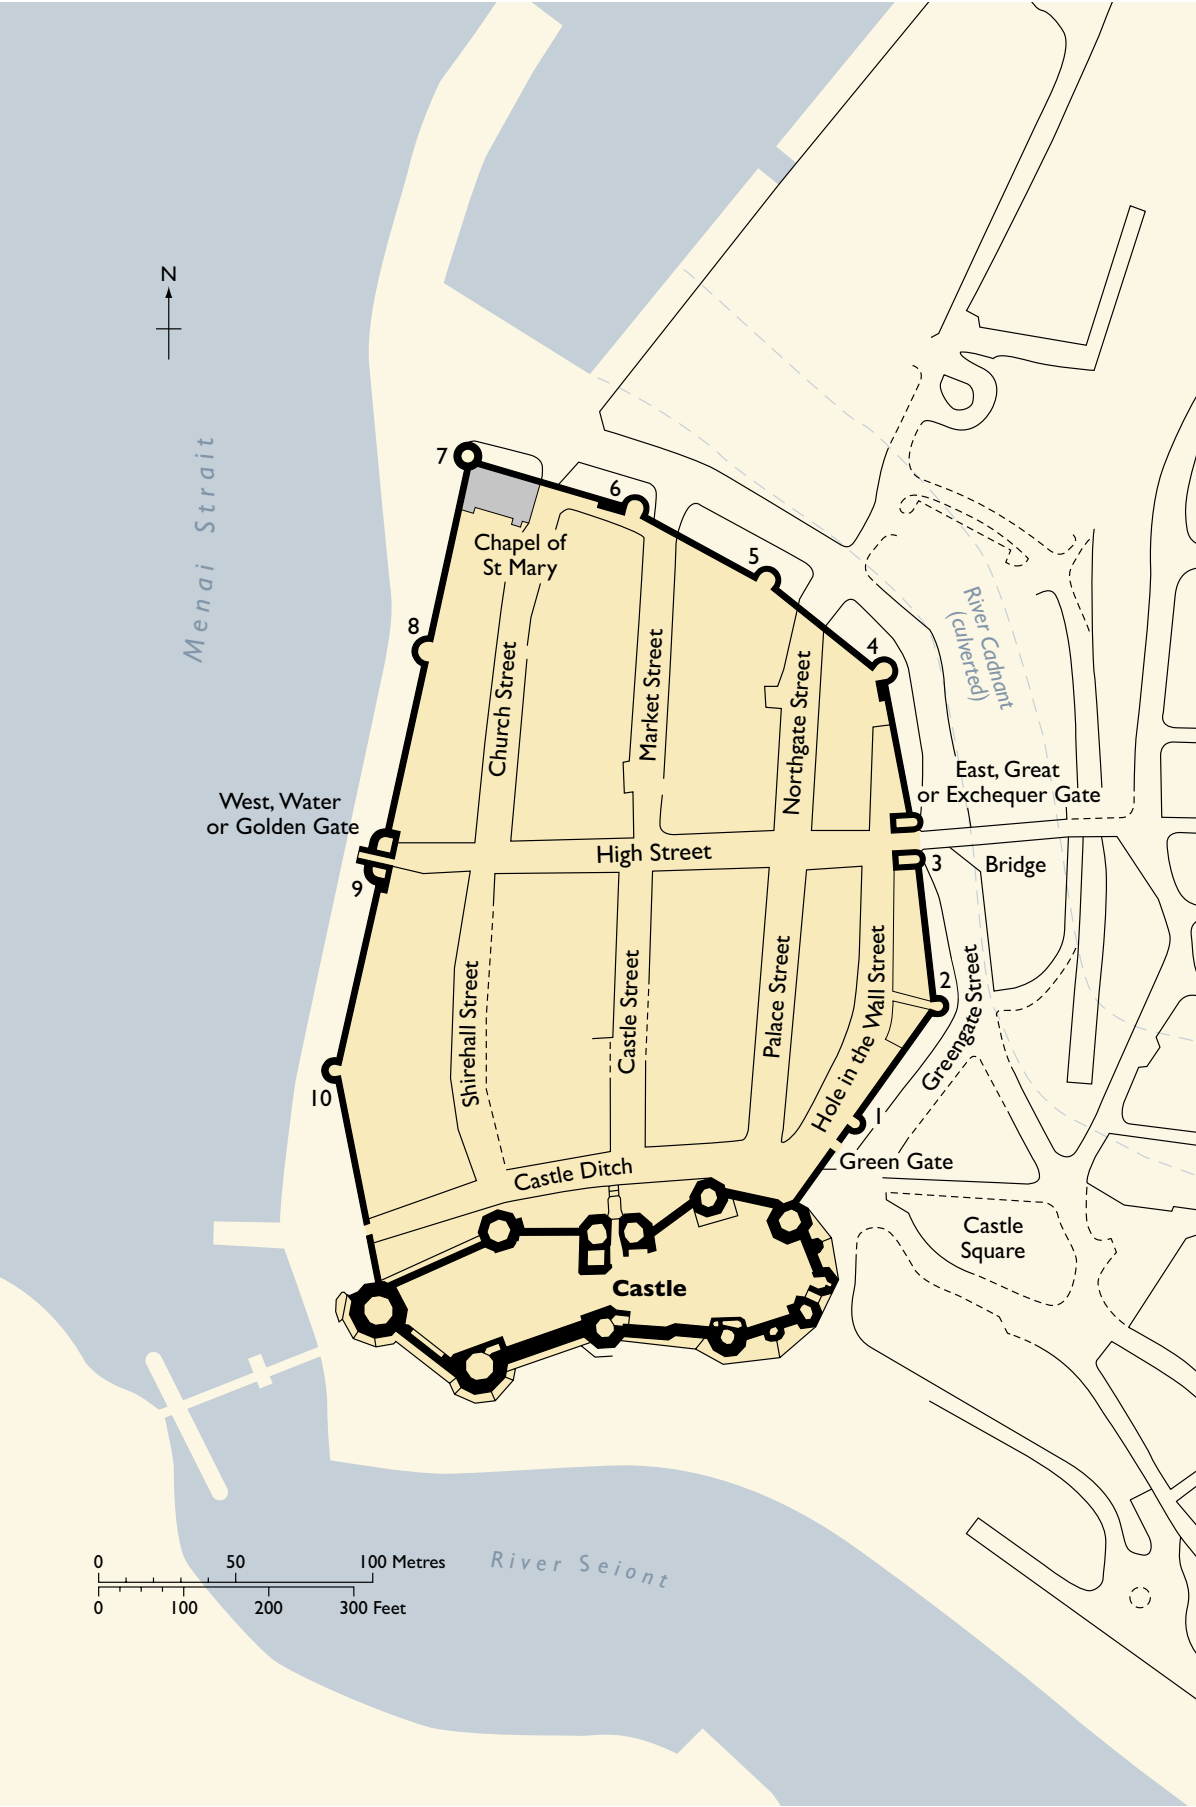 N
Menai Strait
7
6
5
4
8
Chapel of
St Mary
Church Street
Market Street
Northgate Street
River Cadnant
(culverted)
East, Great
or Exchequer Gate
West, Water
or Golden Gate
High Street
3
Bridge
9
2
Shirehall Street
Castle Street
Palace Street
Hole in the Wall Street
Greengate Street
10
1
Green Gate
Castle Ditch
Castle
Square
Castle
0 50 100 Metres
0 100 200 300 Feet
River Seiont